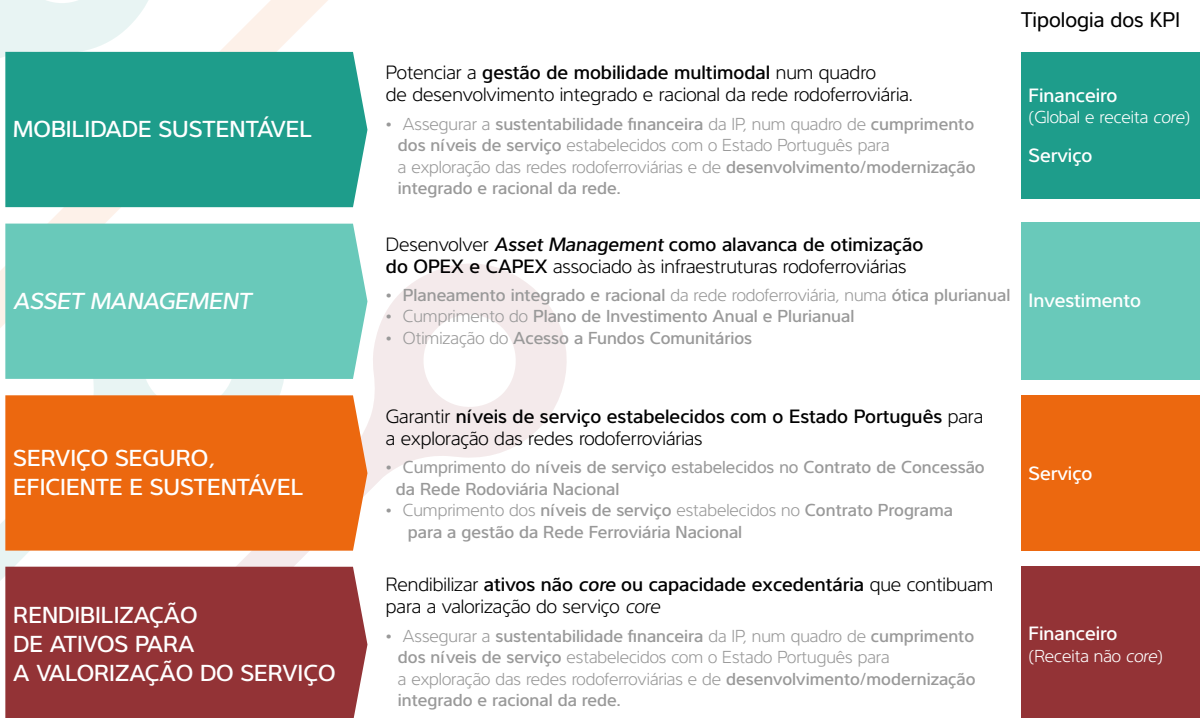 Tipologia dos KPI
MOBILIDADE SUSTENTÁVEL
Potenciar a gestão de mobilidade multimodal num quadro
de desenvolvimento integrado e racional da rede rodoferroviária.
• Assegurar a sustentabilidade financeira da IP, num quadro de cumprimento
dos níveis de serviço estabelecidos com o Estado Português para
a exploração das redes rodoferroviárias e de desenvolvimento/modernização
integrado e racional da rede.
Financeiro
(Global e receita core)
Serviço
ASSET MANAGEMENT
Desenvolver Asset Management como alavanca de otimização
do OPEX e CAPEX associado às infraestruturas rodoferroviárias
• Planeamento integrado e racional da rede rodoferroviária, numa ótica plurianual
• Cumprimento do Plano de Investimento Anual e Plurianual
• Otimização do Acesso a Fundos Comunitários
Investimento
SERVIÇO SEGURO,
EFICIENTE E SUSTENTÁVEL
Garantir níveis de serviço estabelecidos com o Estado Português para
a exploração das redes rodoferroviárias
• Cumprimento do níveis de serviço estabelecidos no Contrato de Concessão
da Rede Rodoviária Nacional
• Cumprimento dos níveis de serviço estabelecidos no Contrato Programa
para a gestão da Rede Ferroviária Nacional
Serviço
RENDIBILIZAÇÃO
DE ATIVOS PARA
A VALORIZAÇÃO DO SERVIÇO
Rendibilizar ativos não core ou capacidade excedentária que contibuam
para a valorização do serviço core
• Assegurar a sustentabilidade financeira da IP, num quadro de cumprimento
dos níveis de serviço estabelecidos com o Estado Português para
a exploração das redes rodoferroviárias e de desenvolvimento/modernização
integrado e racional da rede.
Financeiro
(Receita não core)